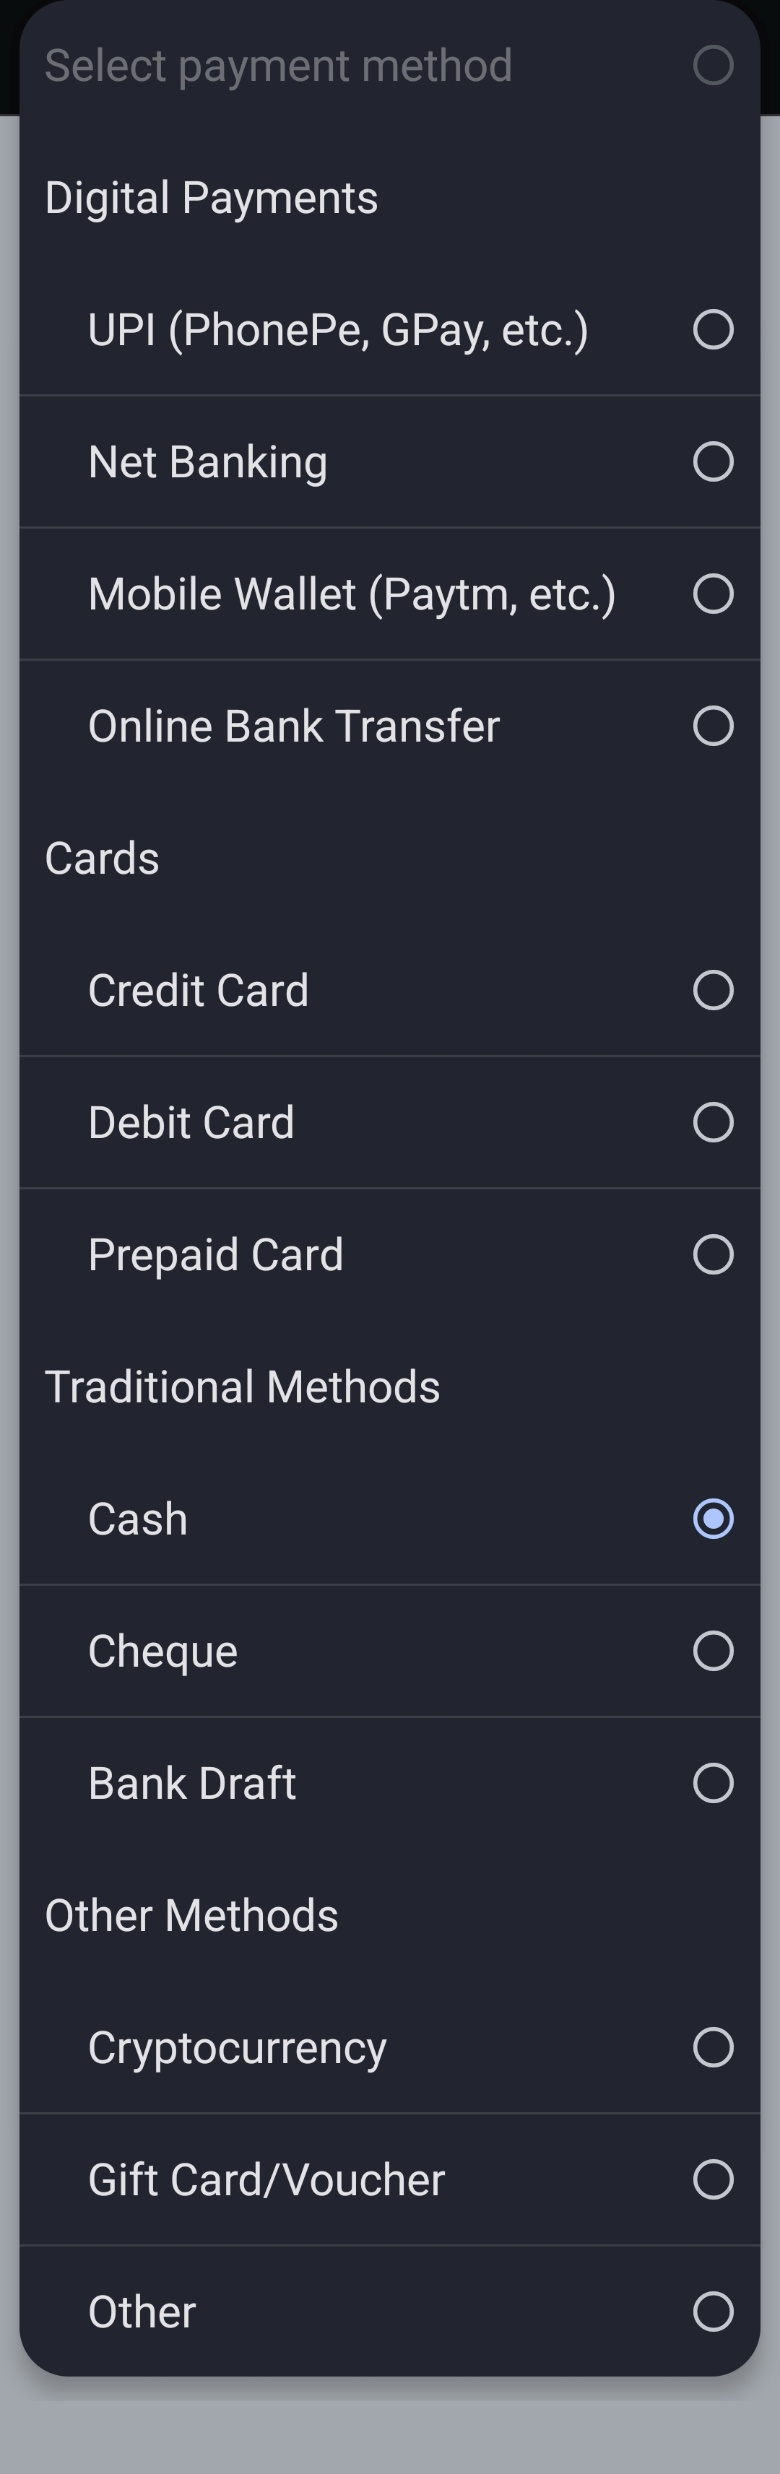 Select payment method
Digital Payments
UPI (PhonePe, GPay, etc.)
Net Banking
Mobile Wallet (Paytm, etc.)
Online Bank Transfer
Cards
Credit Card
Debit Card
Prepaid Card
Traditional Methods
Cash
Cheque
Bank Draft
Other Methods
Cryptocurrency
Gift Card/Voucher
Other